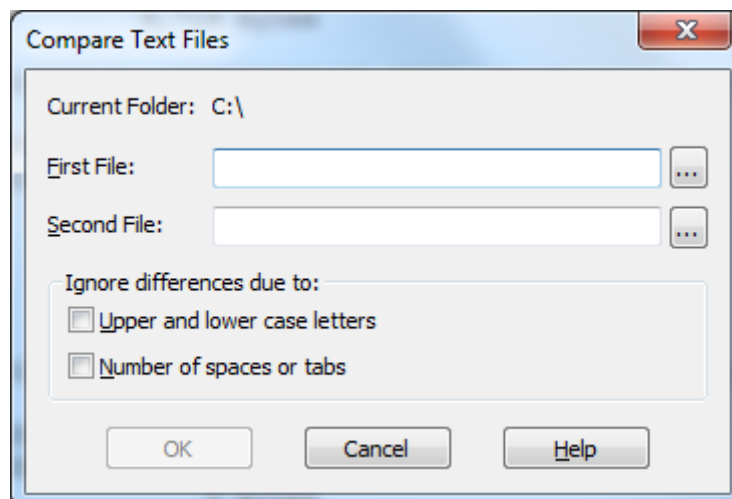 Compare Text Files
Current Folder: C:\
First File:
...
Second File:
...
Ignore differences due to:
Upper and lower case letters
Number of spaces or tabs
OK Cancel Help